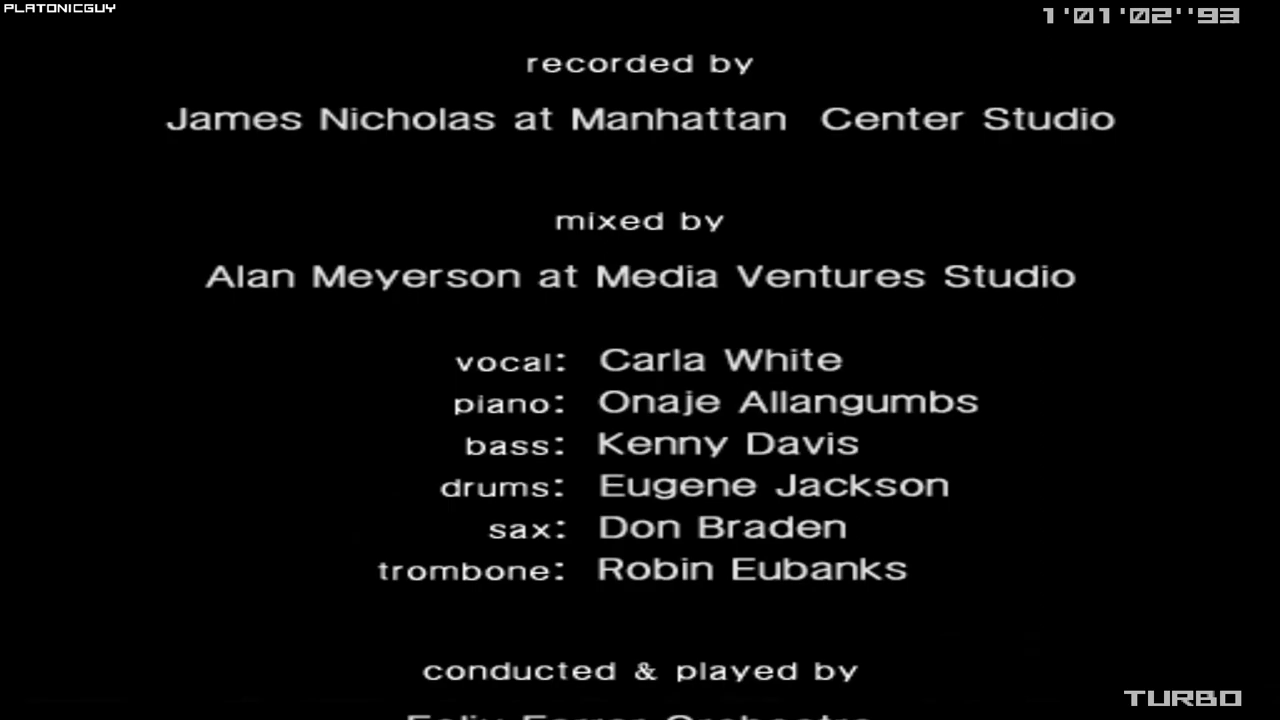 PLATONICGUY
1'01'02''93
recorded by
James Nicholas at Manhattan Center Studio
mixed by
Alan Meyerson at Media Ventures Studio
vocal: Carla White
piano: Onaje Allangumbs
bass: Kenny Davis
drums: Eugene Jackson
sax: Don Braden
trombone: Robin Eubanks
conducted & played by
TURBO